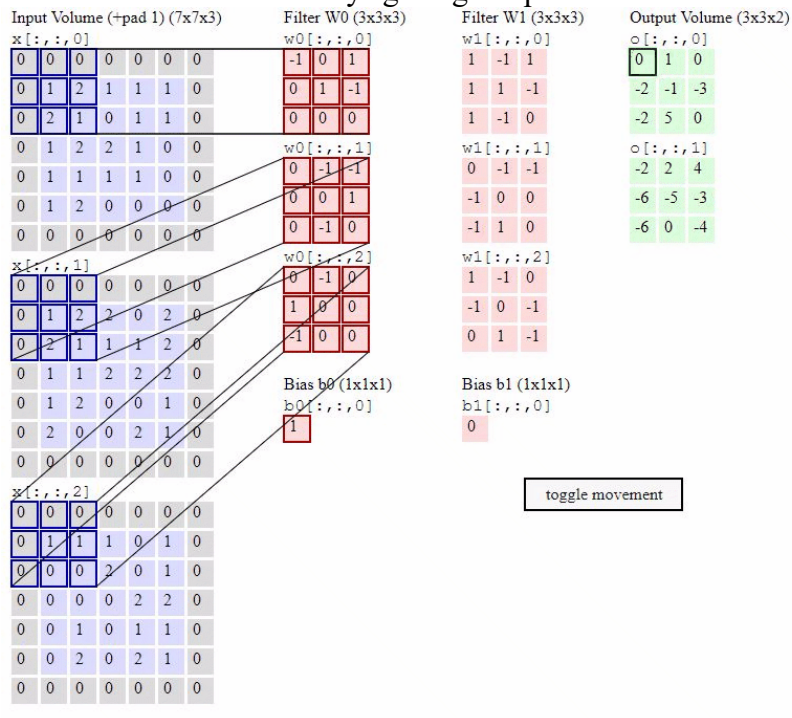 Input Volume (+pad 1) (7x7x3)
x[:,:,0]
0 0 0 0 0 0 0
0 1 2 1 1 1 0
0 2 1 0 1 1 0
0 1 2 2 1 0 0
0 1 1 1 1 0 0
0 1 2 0 0 0 0
0 0 0 0 0 0 0
x[:,:,1]
0 0 0 0 0 0 0
0 1 2 2 0 2 0
0 2 1 1 1 2 0
0 1 1 2 2 2 0
0 1 2 0 0 1 0
0 2 0 0 2 1 0
0 0 0 0 0 0 0
x[:,:,2]
0 0 0 0 0 0 0
0 1 1 1 0 1 0
0 0 0 2 0 1 0
0 0 0 0 2 2 0
0 0 1 0 1 1 0
0 0 2 0 2 1 0
0 0 0 0 0 0 0
Filter W0 (3x3x3)
w0[:,:,0]
-1 0 1
0 1 -1
0 0 0
w0[:,:,1]
0 -1 -1
0 0 1
0 -1 0
w0[:,:,2]
0 -1 0
1 0 0
-1 0 0
Bias b0 (1x1x1)
b0[:,:,0]
1
Filter W1 (3x3x3)
w1[:,:,0]
1 -1 1
1 1 -1
1 -1 0
w1[:,:,1]
0 -1 -1
-1 0 0
-1 1 0
w1[:,:,2]
1 -1 0
-1 0 -1
0 1 -1
Bias b1 (1x1x1)
b1[:,:,0]
0
Output Volume (3x3x2)
o[:,:,0]
0 1 0
-2 -1 -3
-2 5 0
o[:,:,1]
-2 2 4
-6 -5 -3
-6 0 -4
toggle movement